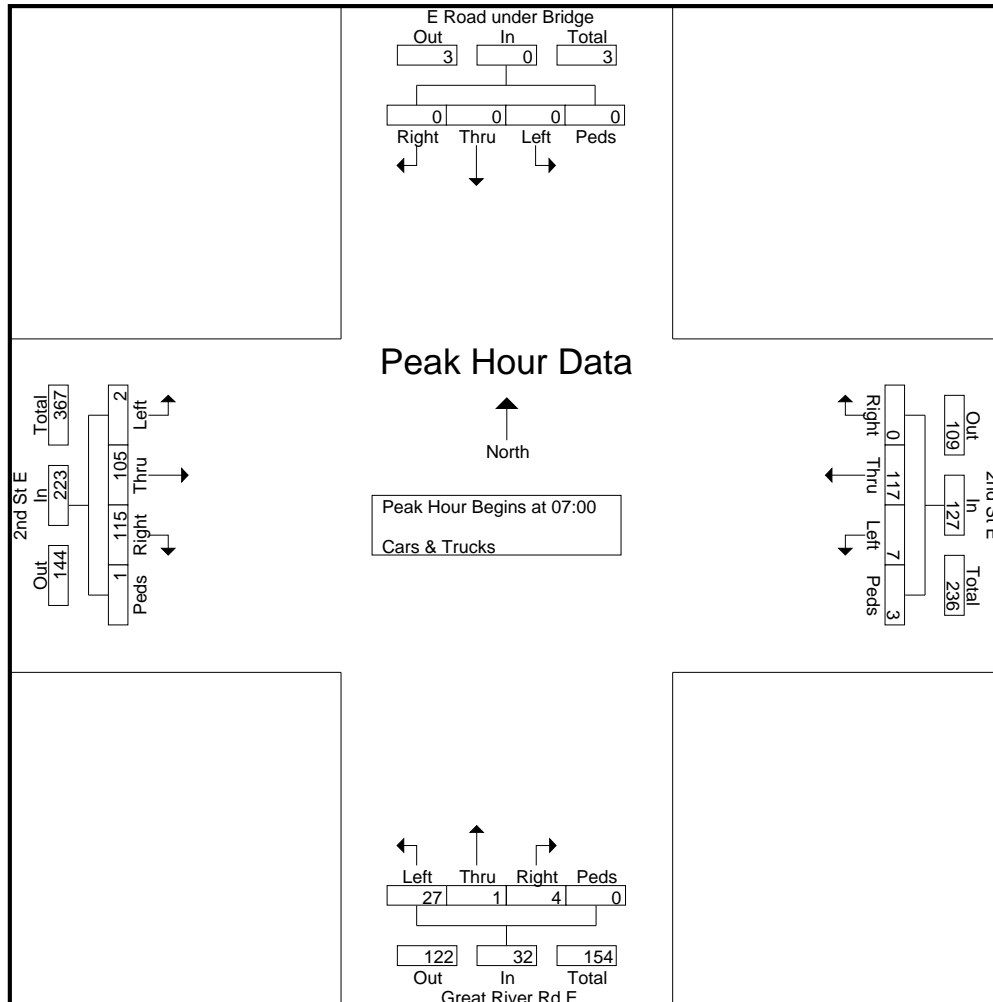 E Road under Bridge
Out In Total
3 0 3
0 0 0 0
Right Thru Left Peds
Peak Hour Data
North
Peak Hour Begins at 07:00
Cars & Trucks
2nd St E
Out In Total
144 223 367
1 115 105 2
Peds Right Thru Left
2nd St E
Out In Total
109 127 236
0 117 7 3
Right Thru Left Peds
Left Thru Right Peds
27 1 4 0
122 32 154
Out In Total
Great River Rd E